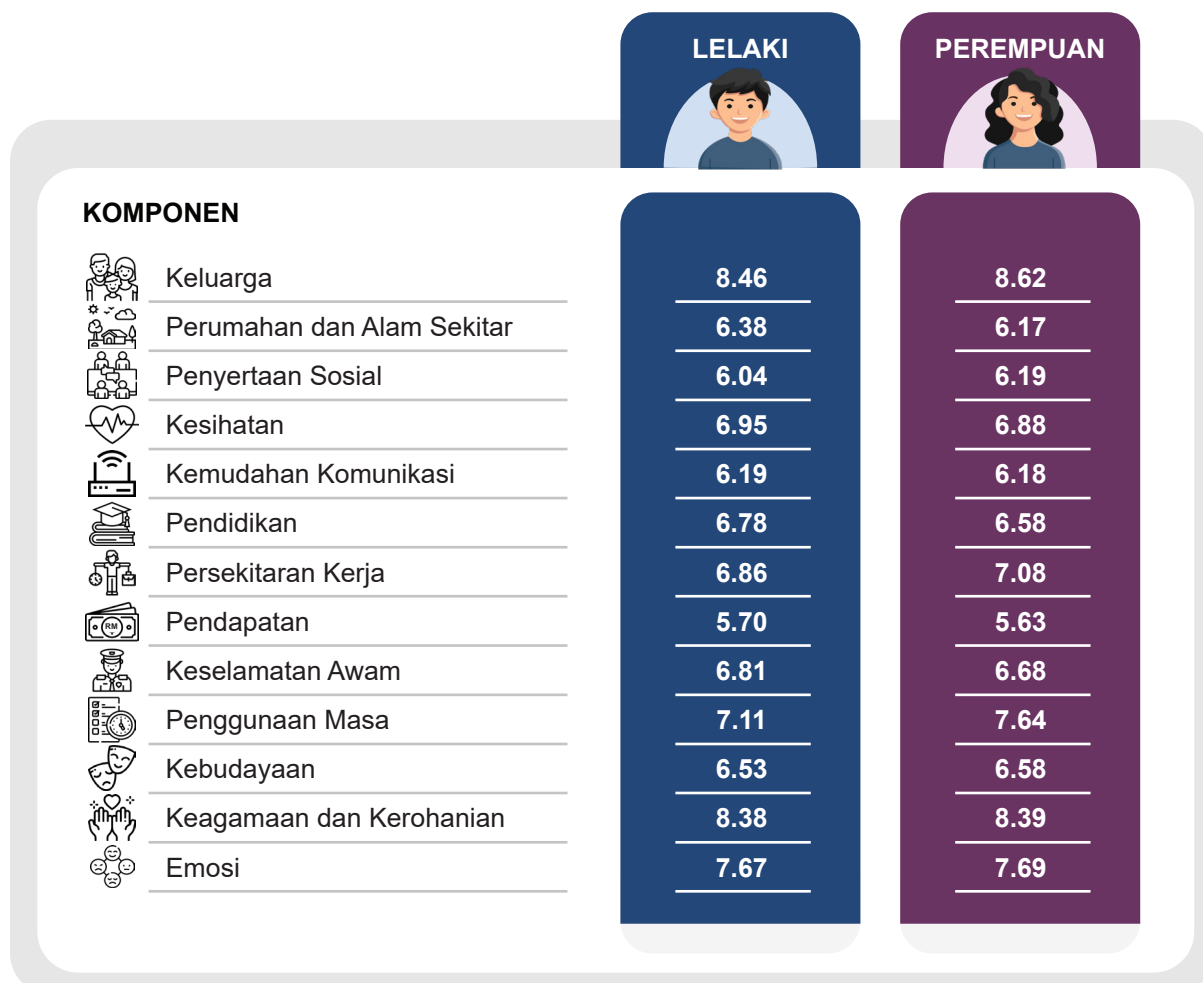 LELAKI PEREMPUAN
KOMPONEN
Keluarga 8.46 8.62
Perumahan dan Alam Sekitar 6.38 6.17
Penyertaan Sosial 6.04 6.19
Kesihatan 6.95 6.88
Kemudahan Komunikasi 6.19 6.18
Pendidikan 6.78 6.58
Persekitaran Kerja 6.86 7.08
RM
Pendapatan 5.70 5.63
Keselamatan Awam 6.81 6.68
Penggunaan Masa 7.11 7.64
Kebudayaan 6.53 6.58
Keagamaan dan Kerohanian 8.38 8.39
Emosi 7.67 7.69